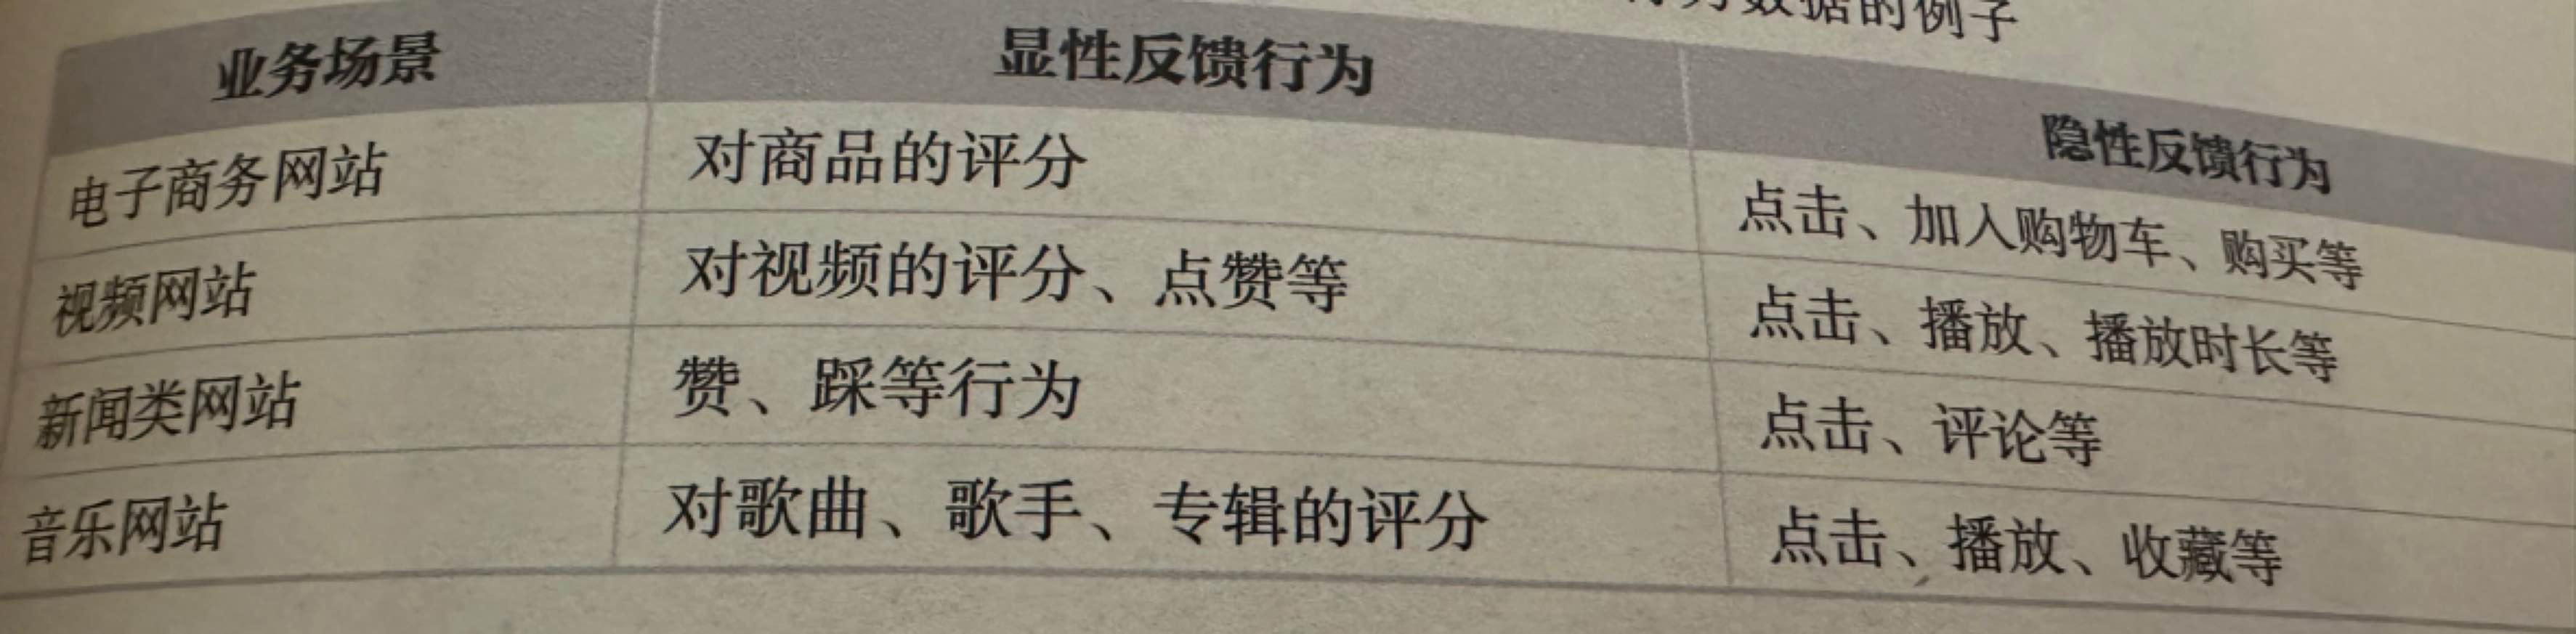 数据的例子
业务场景 显性反馈行为 隐性反馈行为
电子商务网站 对商品的评分 点击、加入购物车、购买等
视频网站 对视频的评分、点赞等 点击、播放、播放时长等
新闻类网站 赞、踩等行为 点击、评论等
音乐网站 对歌曲、歌手、专辑的评分 点击、播放、收藏等